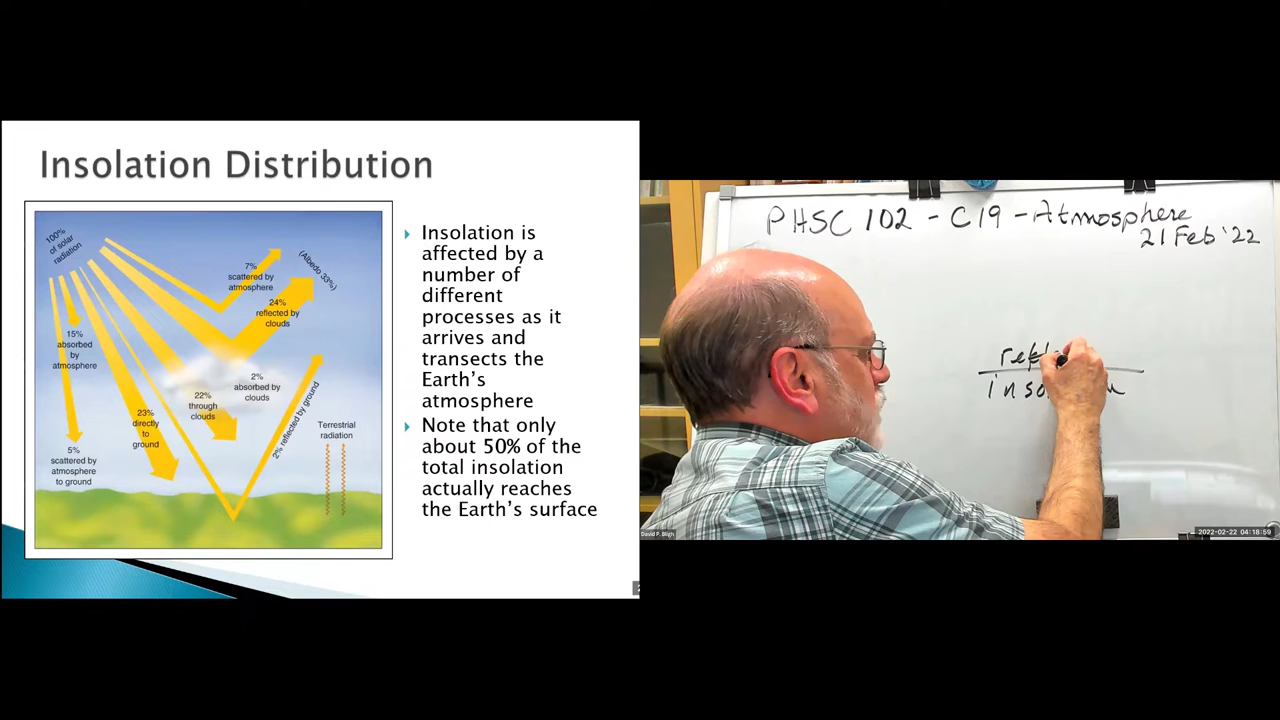 Insolation Distribution
100%
of solar
radiation
7%
scattered by
atmosphere
(Albedo 33%)
24%
reflected by
clouds
15%
absorbed
by
atmosphere
2%
absorbed by
clouds
22%
through
clouds
23%
directly
to
ground
2% reflected by ground
Terrestrial
radiation
5%
scattered by
atmosphere
to ground
Insolation is
affected by a
number of
different
processes as it
arrives and
transects the
Earth's
atmosphere
Note that only
about 50% of the
total insolation
actually reaches
the Earth's surface
PHSC 102 - C19 - Atmosphere
21 Feb '22
David P. Bligh
2022-02-22 04:18:59